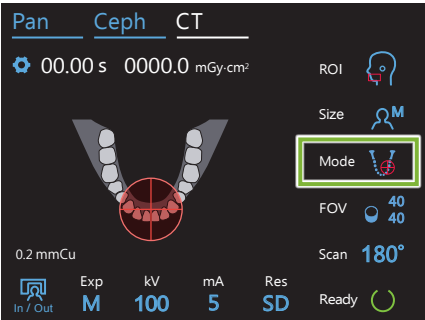 Pan Ceph CT
00.00 s 0000.0 mGy·cm²
ROI
Size M
Mode
FOV 40
40
0.2 mmCu
Scan 180°
In / Out
Exp kV mA Res
M 100 5 SD
Ready